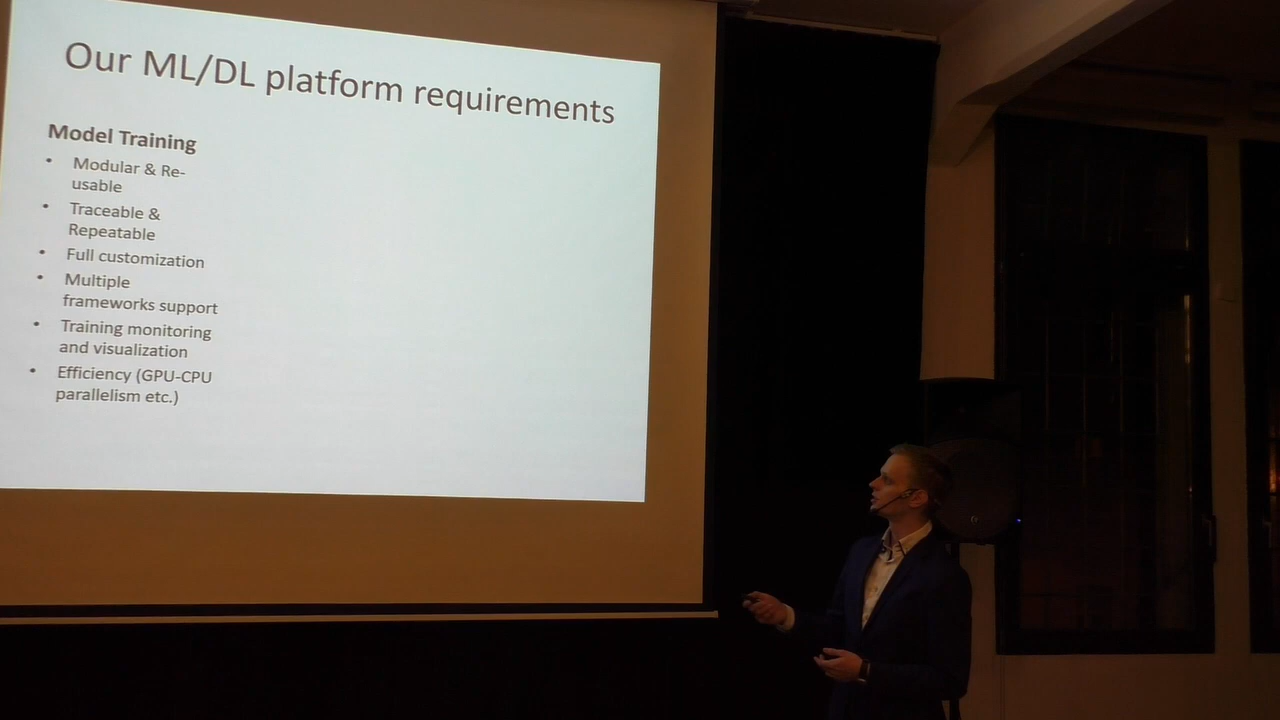 Our ML/DL platform requirements
Model Training
• Modular & Re-
usable
• Traceable &
Repeatable
• Full customization
• Multiple
frameworks support
• Training monitoring
and visualization
• Efficiency (GPU-CPU
parallelism etc.)